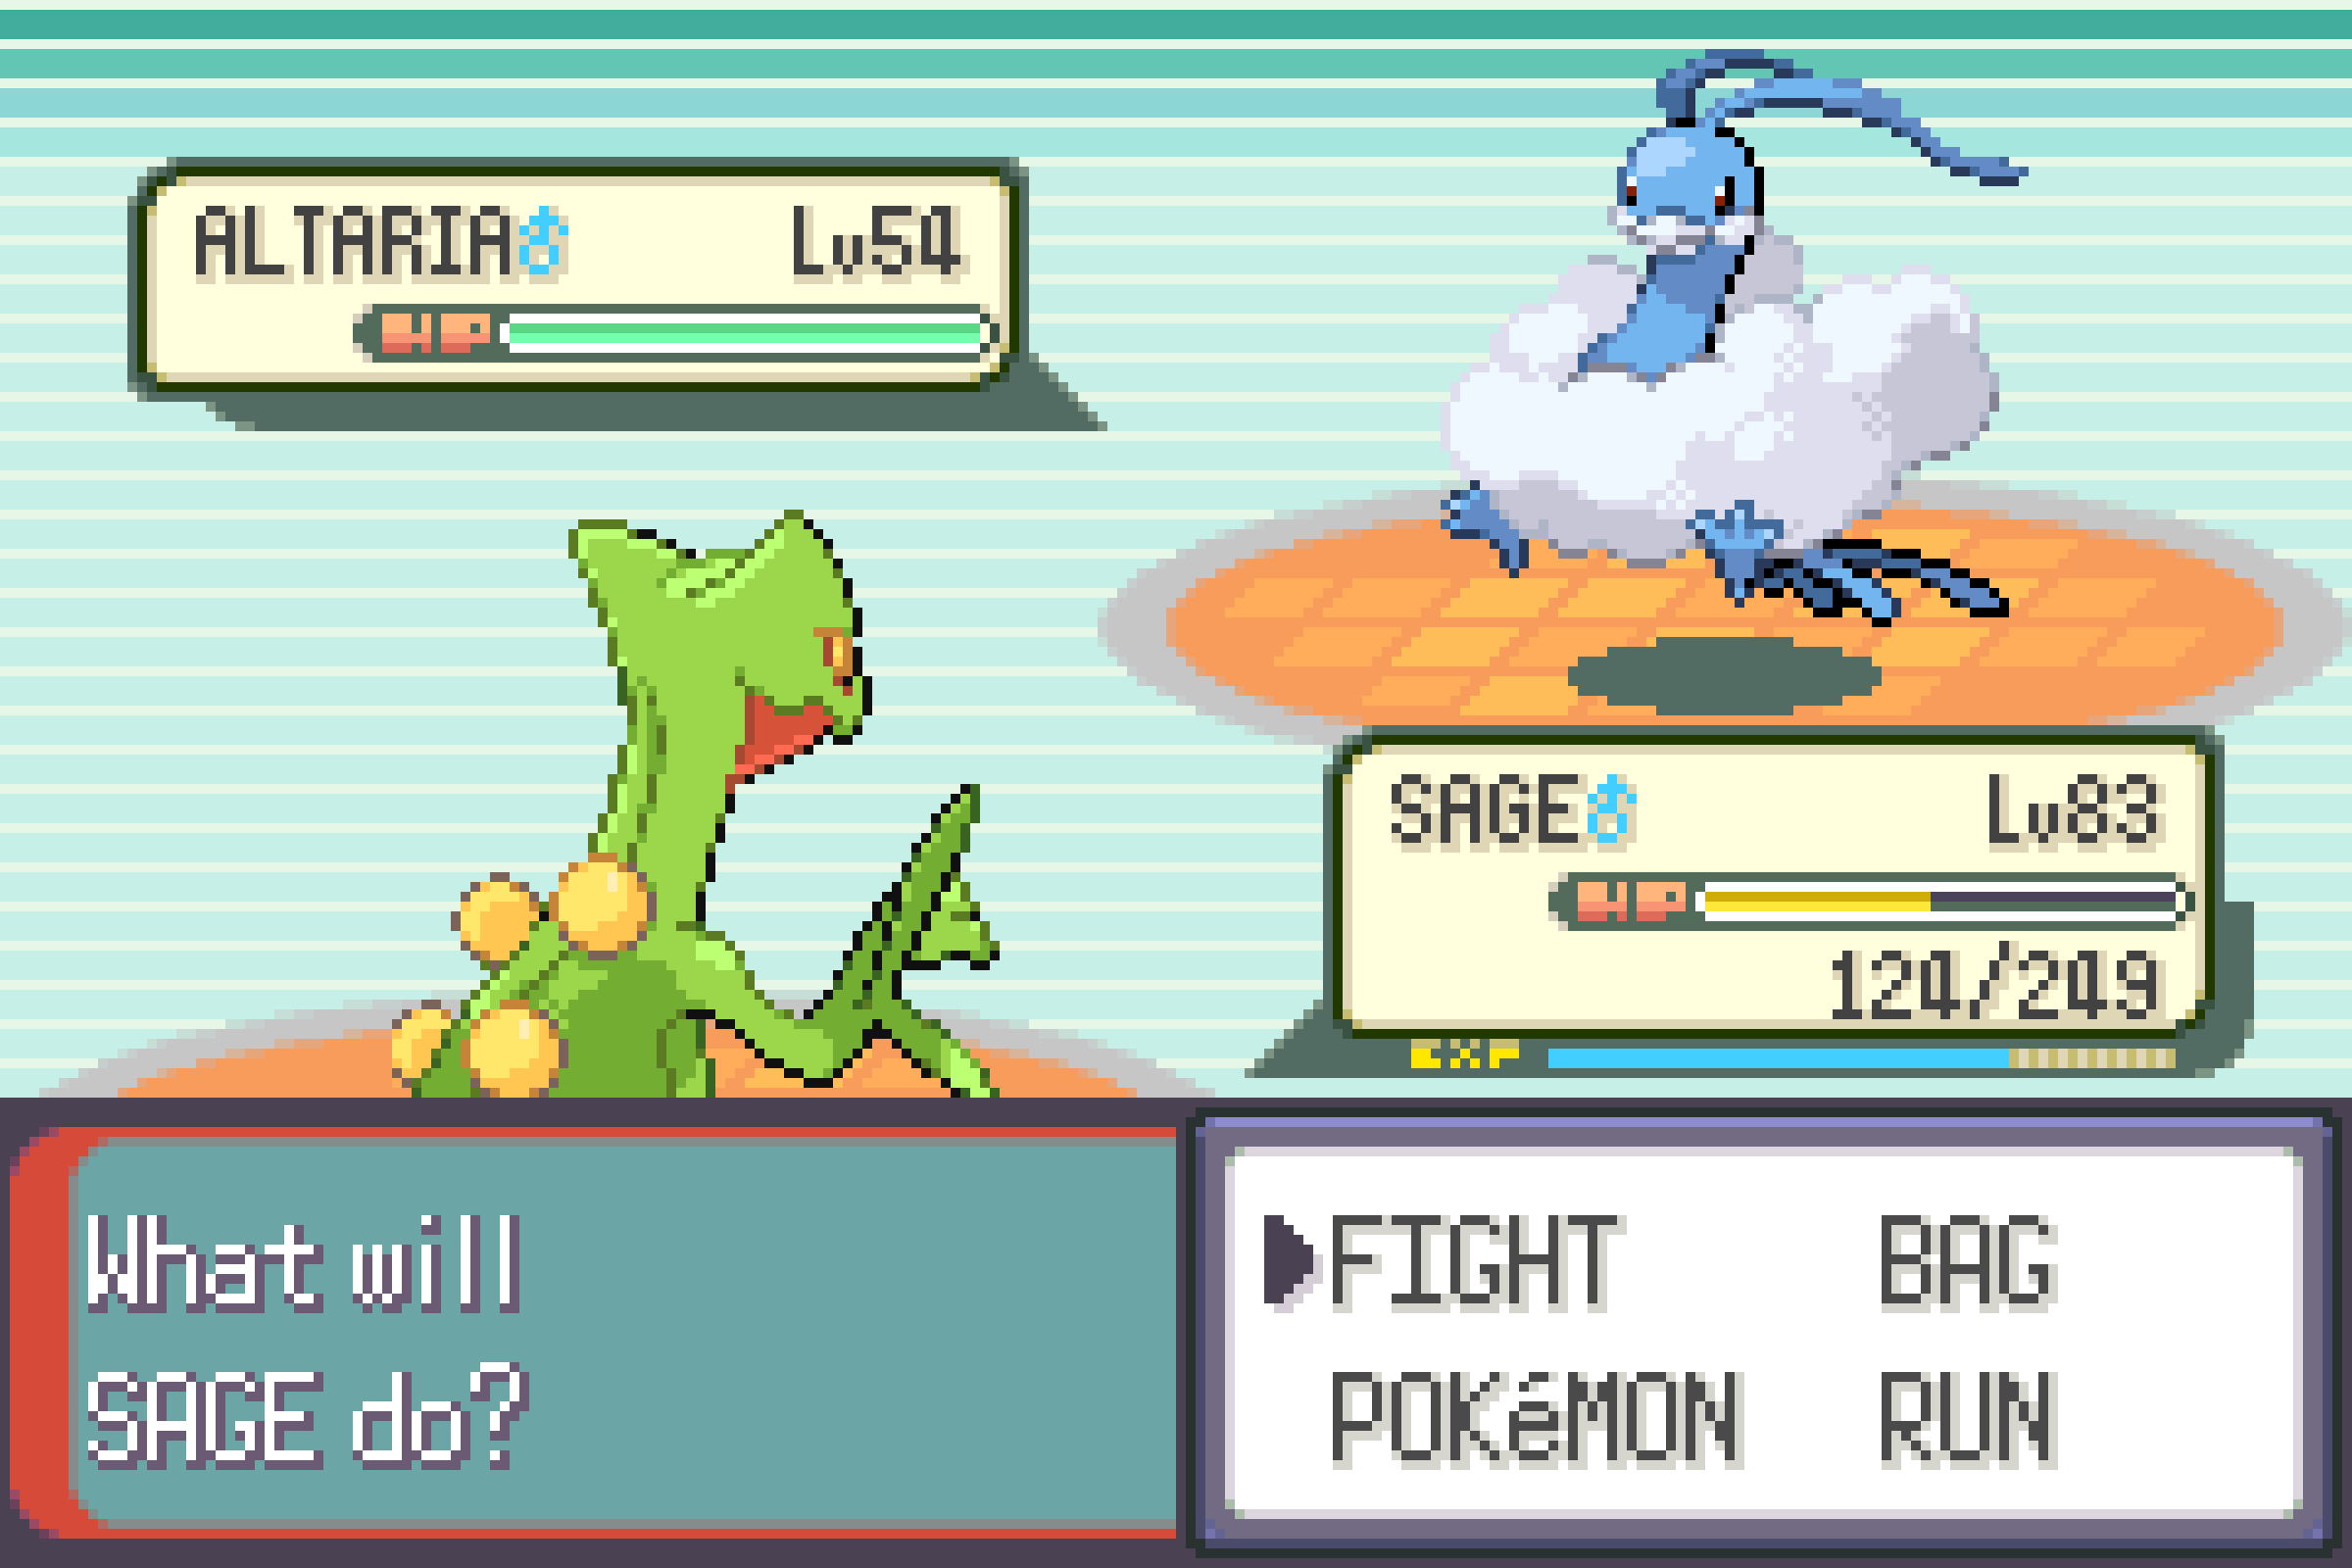 ALTARIA♂ Lv54
HP
SAGE♂ Lv83
HP
124/249
EXP
What will
SAGE do?
▶FIGHT BAG
POKéMON RUN